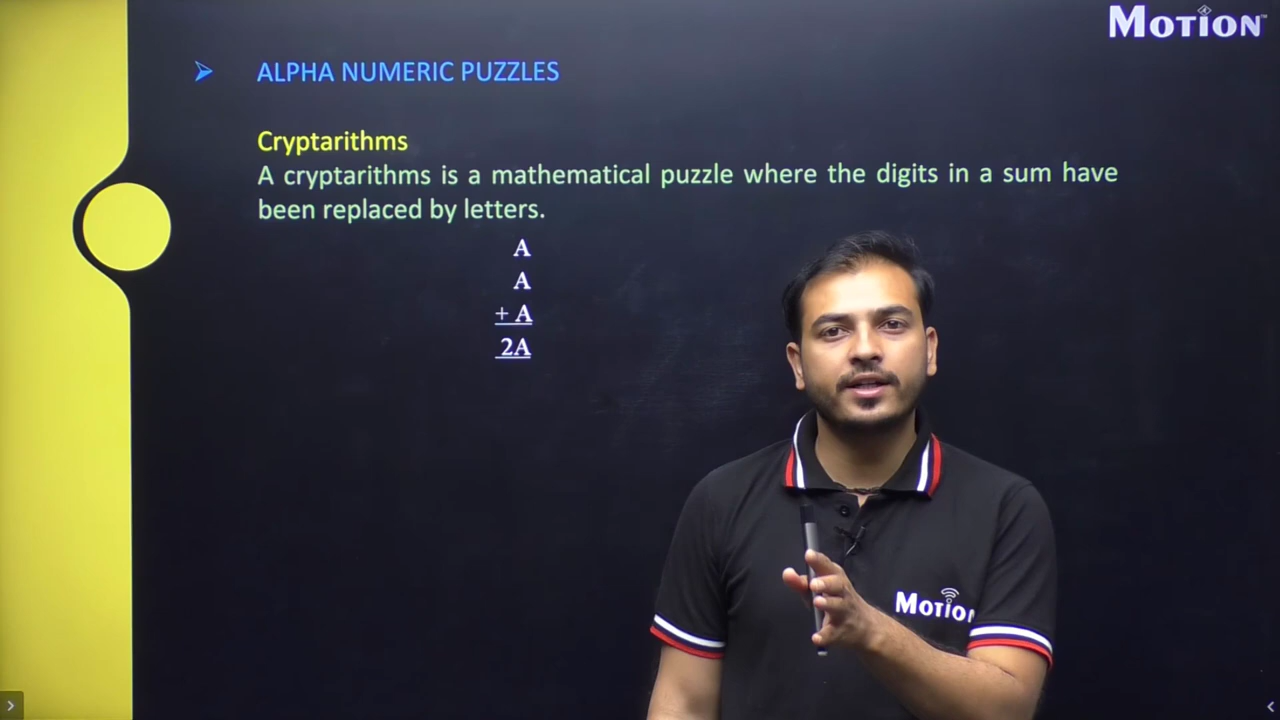 MOTION
ALPHA NUMERIC PUZZLES
Cryptarithms
A cryptarithms is a mathematical puzzle where the digits in a sum have
been replaced by letters.
A
A
+ A
2A
MOTION